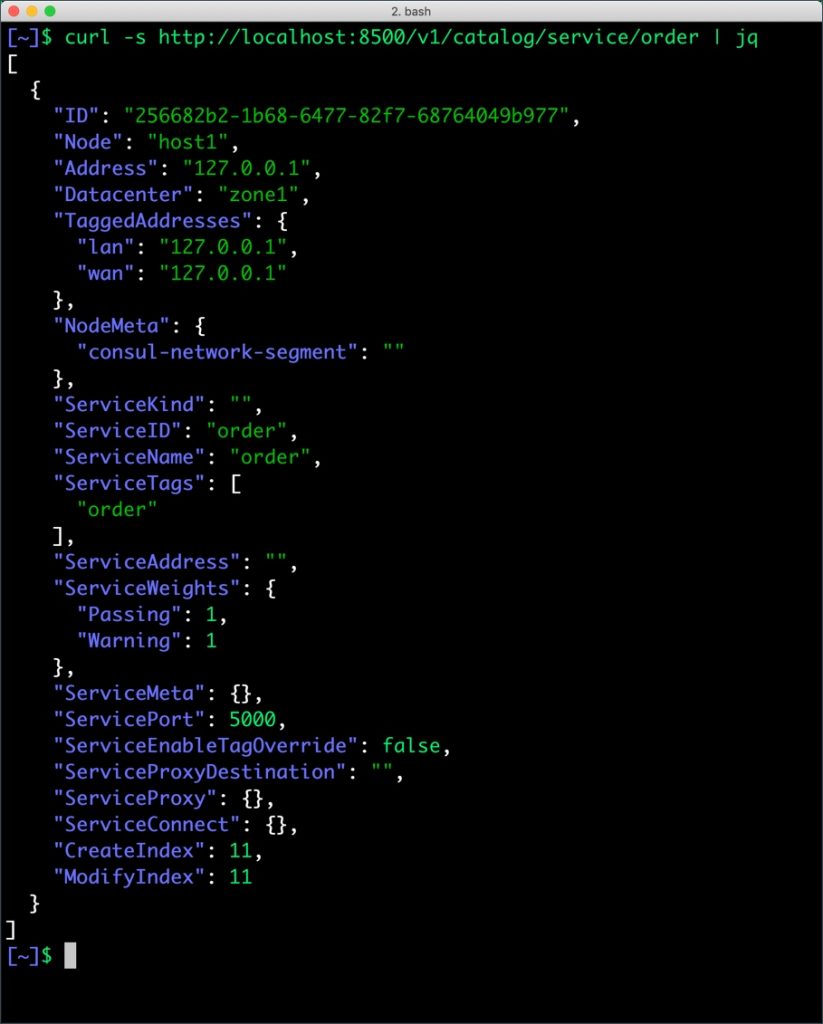 2. bash
[~]$ curl -s http://localhost:8500/v1/catalog/service/order | jq
[
  {
    "ID": "256682b2-1b68-6477-82f7-68764049b977",
    "Node": "host1",
    "Address": "127.0.0.1",
    "Datacenter": "zone1",
    "TaggedAddresses": {
      "lan": "127.0.0.1",
      "wan": "127.0.0.1"
    },
    "NodeMeta": {
      "consul-network-segment": ""
    },
    "ServiceKind": "",
    "ServiceID": "order",
    "ServiceName": "order",
    "ServiceTags": [
      "order"
    ],
    "ServiceAddress": "",
    "ServiceWeights": {
      "Passing": 1,
      "Warning": 1
    },
    "ServiceMeta": {},
    "ServicePort": 5000,
    "ServiceEnableTagOverride": false,
    "ServiceProxyDestination": "",
    "ServiceProxy": {},
    "ServiceConnect": {},
    "CreateIndex": 11,
    "ModifyIndex": 11
  }
]
[~]$